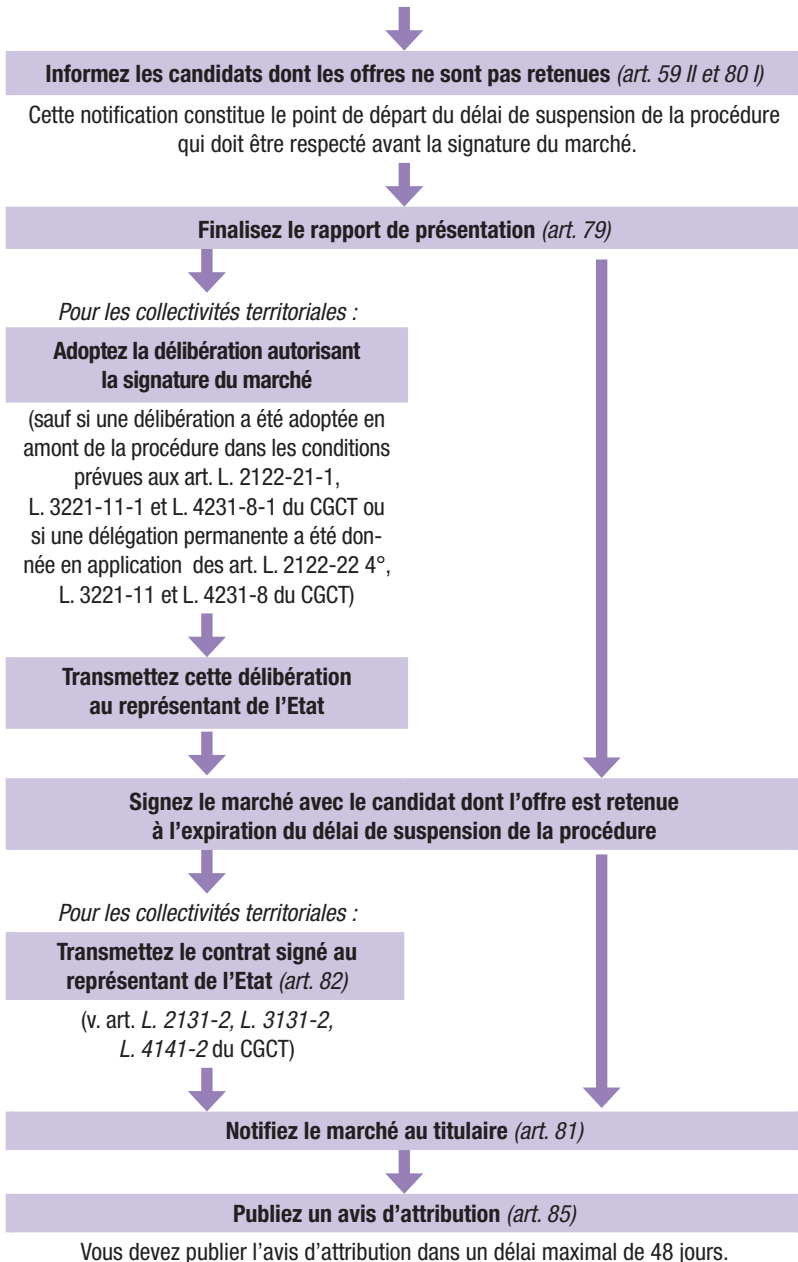 Informez les candidats dont les offres ne sont pas retenues (art. 59 II et 80 I)
Cette notification constitue le point de départ du délai de suspension de la procédure
qui doit être respecté avant la signature du marché.
Finalisez le rapport de présentation (art. 79)
Pour les collectivités territoriales :
Adoptez la délibération autorisant
la signature du marché
(sauf si une délibération a été adoptée en
amont de la procédure dans les conditions
prévues aux art. L. 2122-21-1,
L. 3221-11-1 et L. 4231-8-1 du CGCT ou
si une délégation permanente a été don-
née en application des art. L. 2122-22 4°,
L. 3221-11 et L. 4231-8 du CGCT)
Transmettez cette délibération
au représentant de l'Etat
Signez le marché avec le candidat dont l'offre est retenue
à l'expiration du délai de suspension de la procédure
Pour les collectivités territoriales :
Transmettez le contrat signé au
représentant de l'Etat (art. 82)
(v. art. L. 2131-2, L. 3131-2,
L. 4141-2 du CGCT)
Notifiez le marché au titulaire (art. 81)
Publiez un avis d'attribution (art. 85)
Vous devez publier l'avis d'attribution dans un délai maximal de 48 jours.